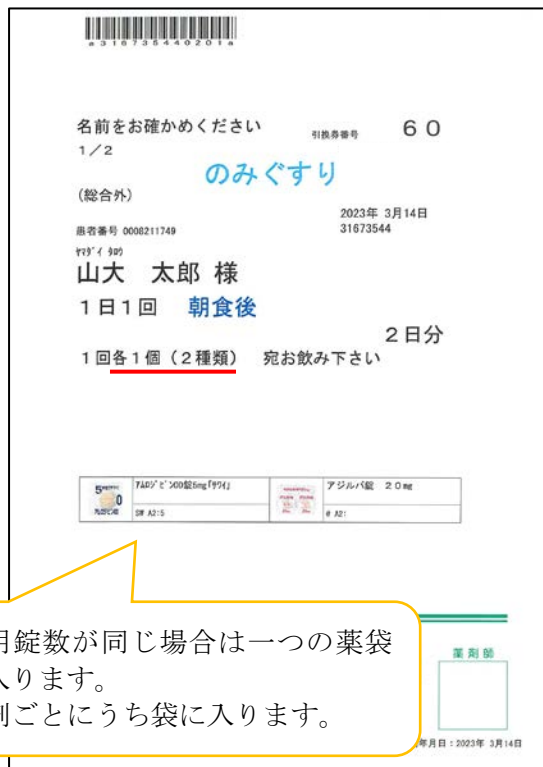 a316735440201a
名前をお確かめください
引換券番号 60
1/2
のみぐすり
(総合外)
2023年 3月14日
患者番号 0008211749
31673544
ﾔﾏﾀﾞｲ ﾀﾛｳ
山大 太郎 様
1日1回 朝食後
2日分
1回各1個(2種類) 宛お飲み下さい
ｱﾑﾛｼﾞﾋﾟﾝOD錠5mg｢ｻﾜｲ｣
アジルバ錠 20mg
SW A2:5
# A2:
用錠数が同じ場合は一つの薬袋
入ります。
剤ごとにうち袋に入ります。
薬剤師
年月日:2023年 3月14日